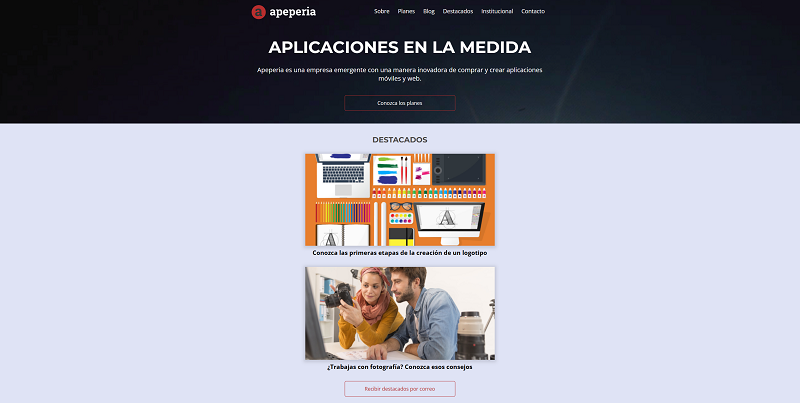 a apeperia
Sobre Planes Blog Destacados Institucional Contacto
APLICACIONES EN LA MEDIDA
Apeperia es una empresa emergente con una manera inovadora de comprar y crear aplicaciones
móviles y web.
Conozca los planes
DESTACADOS
A
A
Conozca las primeras etapas de la creación de un logotipo
¿Trabajas con fotografía? Conozca esos consejos
Recibir destacados por correo